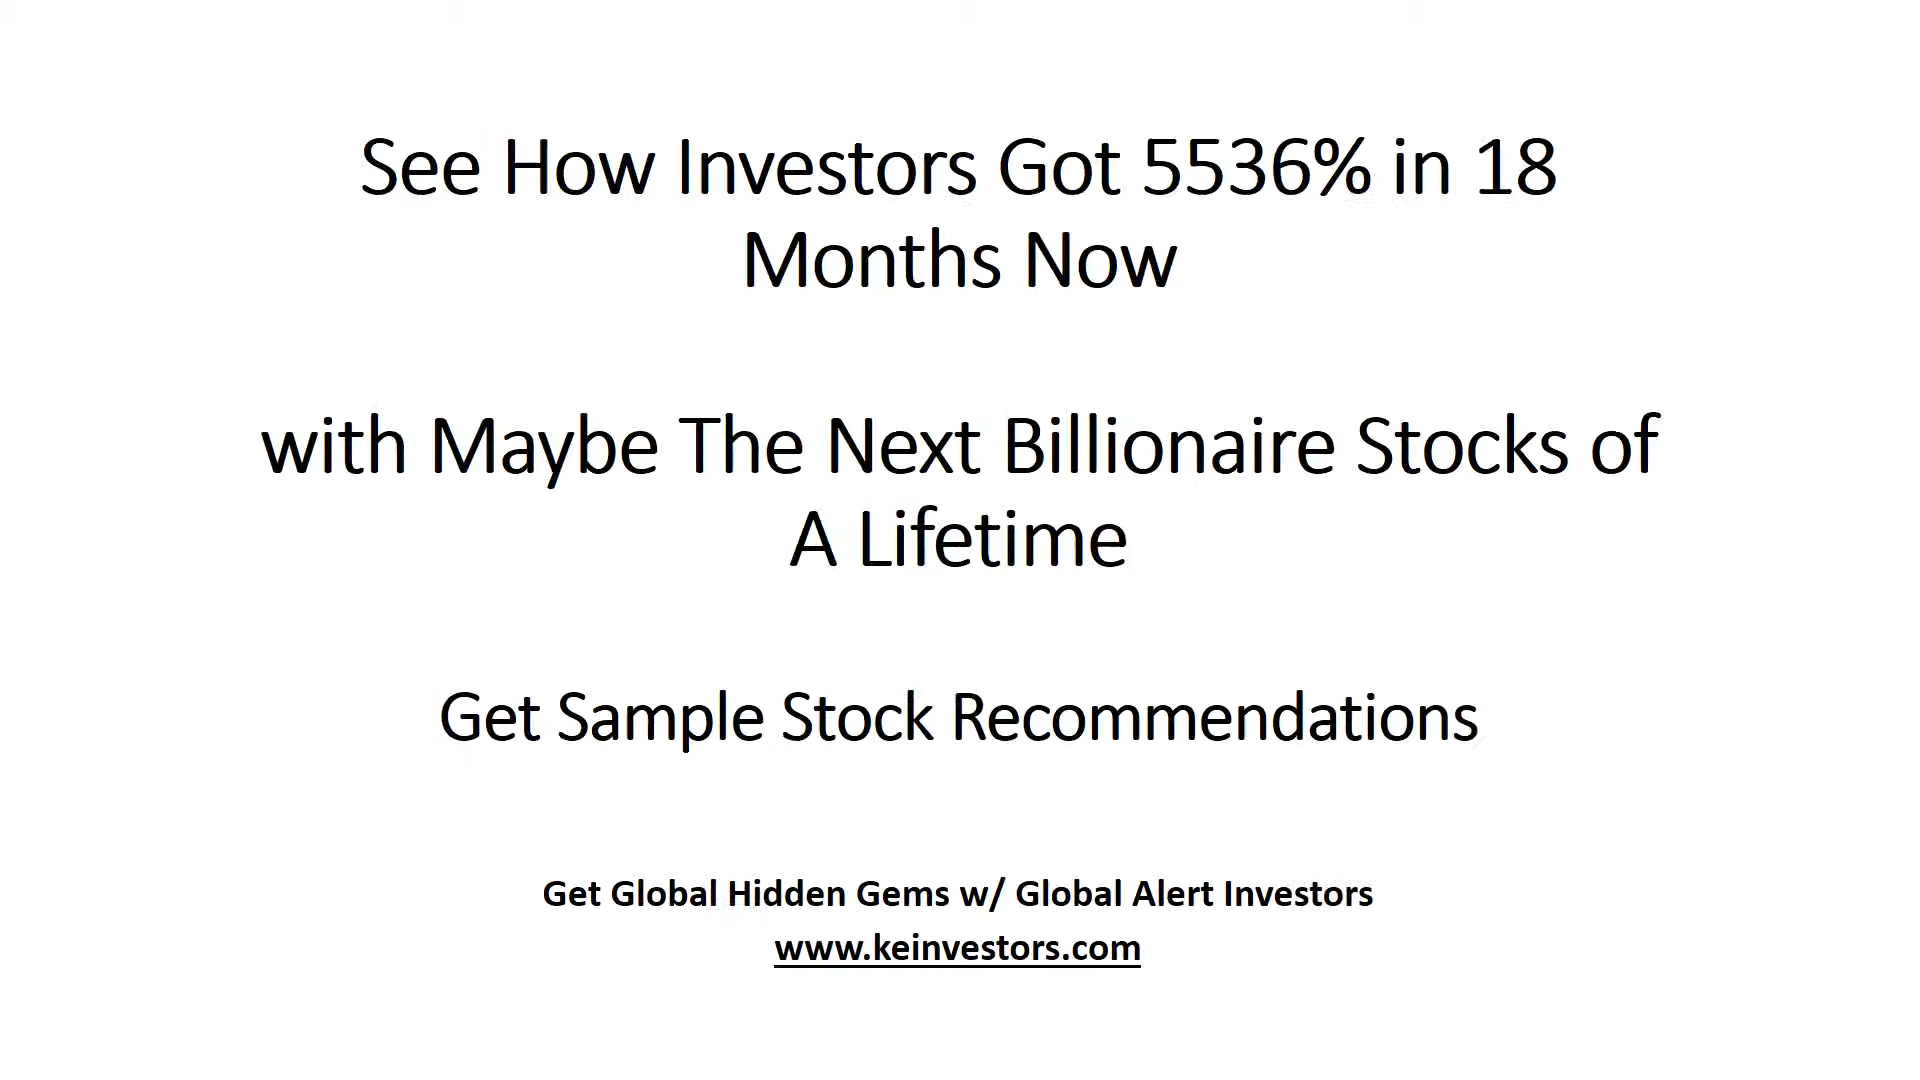 See How Investors Got 5536% in 18
Months Now
with Maybe The Next Billionaire Stocks of
A Lifetime
Get Sample Stock Recommendations
Get Global Hidden Gems w/ Global Alert Investors
www.keinvestors.com